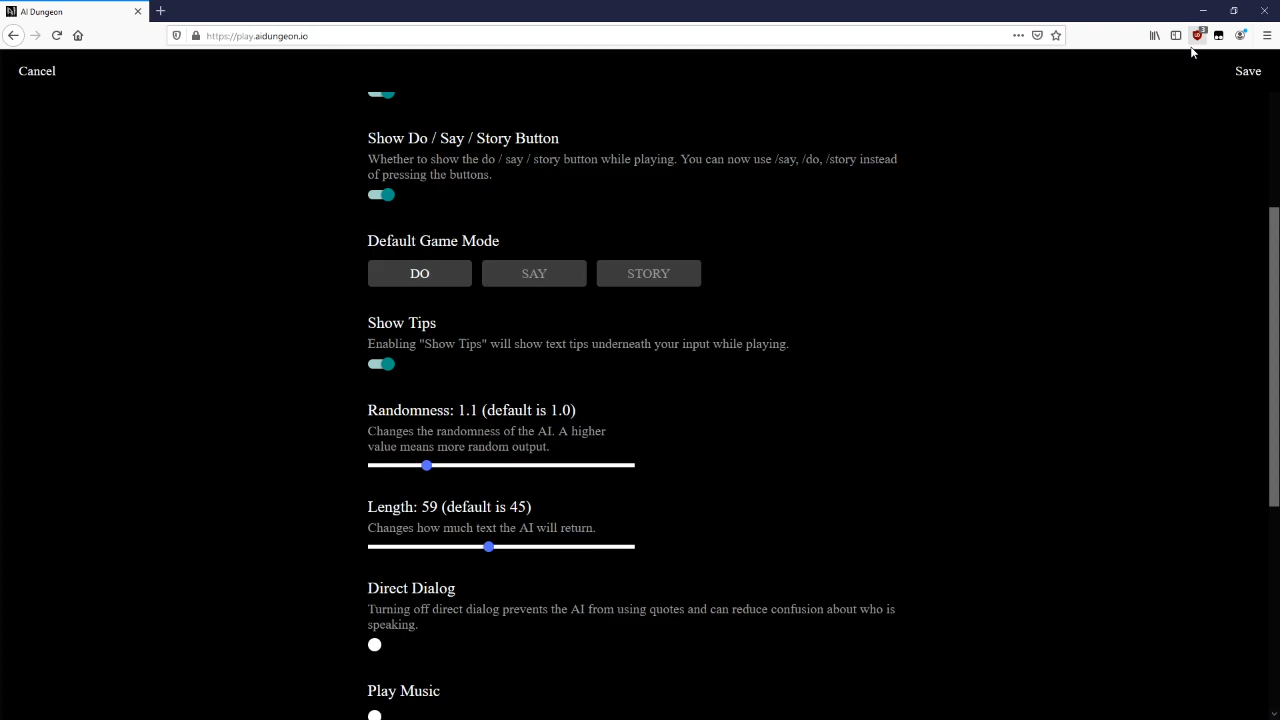 AI Dungeon
https://play.aidungeon.io
3
Cancel
Save
Show Do / Say / Story Button
Whether to show the do / say / story button while playing. You can now use /say, /do, /story instead
of pressing the buttons.
Default Game Mode
DO
SAY
STORY
Show Tips
Enabling "Show Tips" will show text tips underneath your input while playing.
Randomness: 1.1 (default is 1.0)
Changes the randomness of the AI. A higher
value means more random output.
Length: 59 (default is 45)
Changes how much text the AI will return.
Direct Dialog
Turning off direct dialog prevents the AI from using quotes and can reduce confusion about who is
speaking.
Play Music